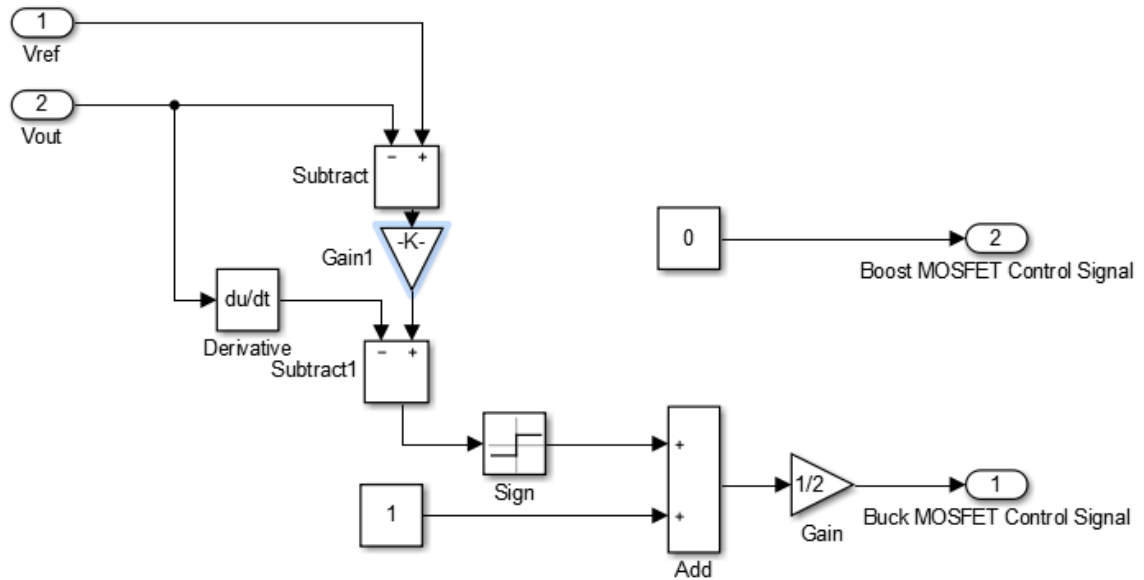 1
Vref
2
Vout
− +
Subtract
-K-
Gain1
0
2
Boost MOSFET Control Signal
du/dt
Derivative
− +
Subtract1
Sign
1
+
+
Add
1/2
Gain
1
Buck MOSFET Control Signal